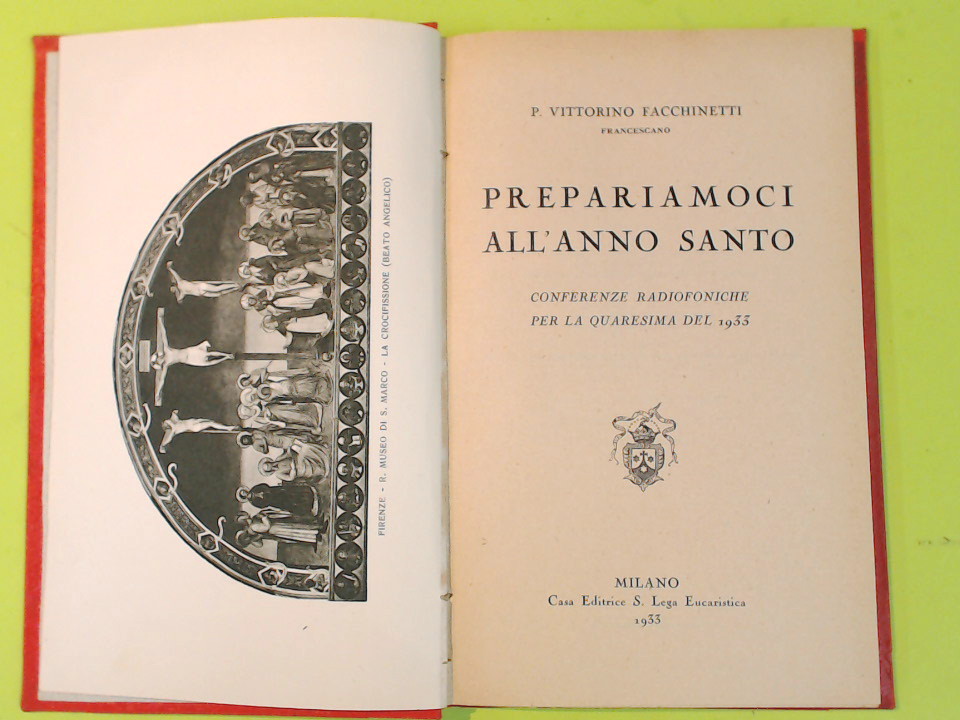 FIRENZE - R. MUSEO DI S. MARCO - LA CROCIFISSIONE (BEATO ANGELICO)
P. VITTORINO FACCHINETTI
FRANCESCANO
PREPARIAMOCI
ALL'ANNO SANTO
CONFERENZE RADIOFONICHE
PER LA QUARESIMA DEL 1933
MILANO
Casa Editrice S. Lega Eucaristica
1933